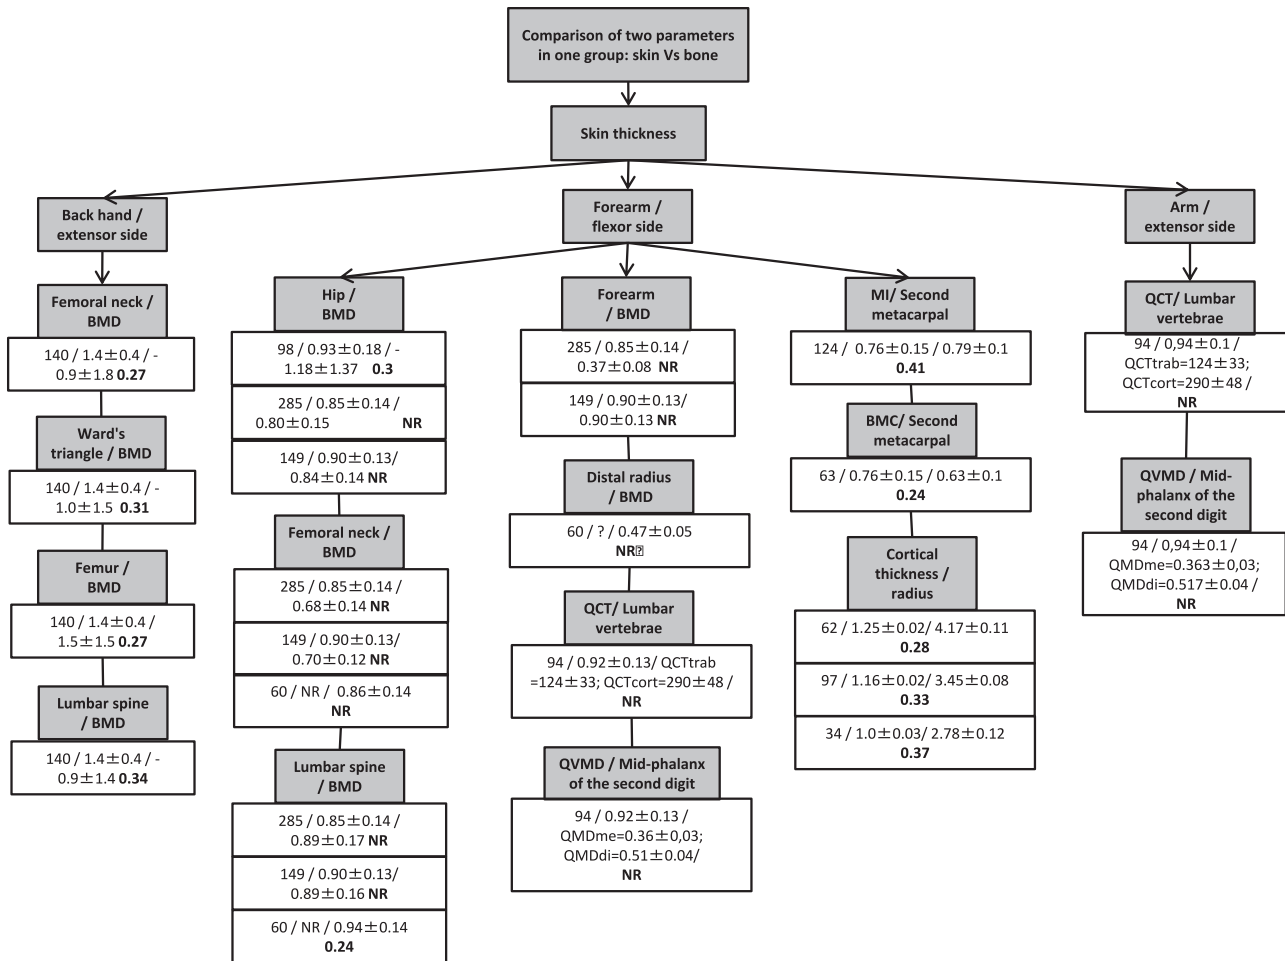 Comparison of two parameters
in one group: skin Vs bone
Skin thickness
Back hand /
extensor side
Femoral neck /
BMD
140 / 1.4±0.4 / -
0.9±1.8 0.27
Ward's
triangle / BMD
140 / 1.4±0.4 / -
1.0±1.5 0.31
Femur /
BMD
140 / 1.4±0.4 /
1.5±1.5 0.27
Lumbar spine
/ BMD
140 / 1.4±0.4 / -
0.9±1.4 0.34
Forearm /
flexor side
Hip /
BMD
98 / 0.93±0.18 / -
1.18±1.37 0.3
285 / 0.85±0.14 /
0.80±0.15 NR
149 / 0.90±0.13/
0.84±0.14 NR
Femoral neck /
BMD
285 / 0.85±0.14 /
0.68±0.14 NR
149 / 0.90±0.13/
0.70±0.12 NR
60 / NR / 0.86±0.14
NR
Lumbar spine
/ BMD
285 / 0.85±0.14 /
0.89±0.17 NR
149 / 0.90±0.13/
0.89±0.16 NR
60 / NR / 0.94±0.14
0.24
Forearm
/ BMD
285 / 0.85±0.14 /
0.37±0.08 NR
149 / 0.90±0.13/
0.90±0.13 NR
Distal radius
/ BMD
60 / ? / 0.47±0.05
NR
QCT/ Lumbar
vertebrae
94 / 0.92±0.13/ QCTtrab
=124±33; QCTcort=290±48 /
NR
QVMD / Mid-phalanx
of the second digit
94 / 0.92±0.13 /
QMDme=0.36±0,03;
QMDdi=0.51±0.04/
NR
MI/ Second
metacarpal
124 / 0.76±0.15 / 0.79±0.1
0.41
BMC/ Second
metacarpal
63 / 0.76±0.15 / 0.63±0.1
0.24
Cortical
thickness /
radius
62 / 1.25±0.02/ 4.17±0.11
0.28
97 / 1.16±0.02/ 3.45±0.08
0.33
34 / 1.0±0.03/ 2.78±0.12
0.37
Arm /
extensor side
QCT/ Lumbar
vertebrae
94 / 0,94±0.1 /
QCTtrab=124±33;
QCTcort=290±48 /
NR
QVMD / Mid-
phalanx of the
second digit
94 / 0,94±0.1 /
QMDme=0.363±0,03;
QMDdi=0.517±0.04 /
NR